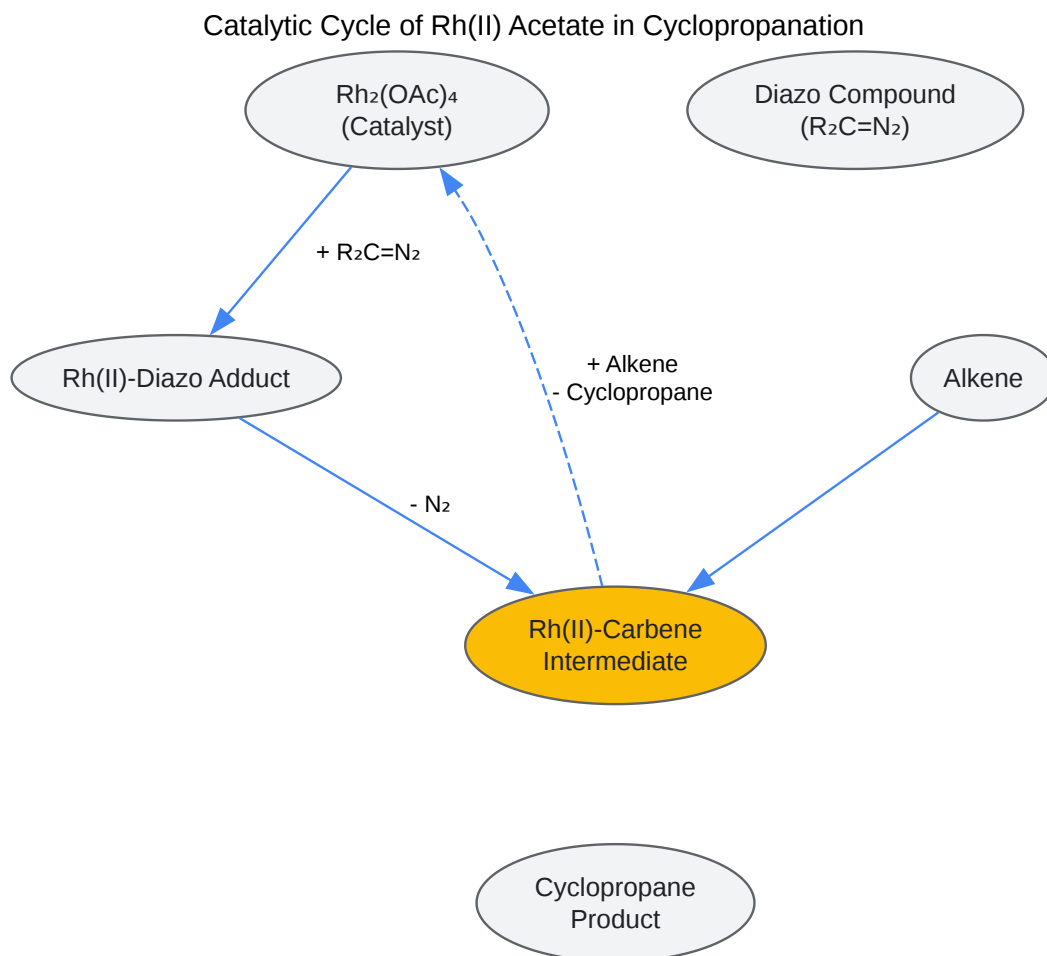 Catalytic Cycle of Rh(II) Acetate in Cyclopropanation
Rh₂(OAc)₄
(Catalyst)
Diazo Compound
(R₂C=N₂)
+ R₂C=N₂
Rh(II)-Diazo Adduct
+ Alkene
- Cyclopropane
Alkene
- N₂
Rh(II)-Carbene
Intermediate
Cyclopropane
Product